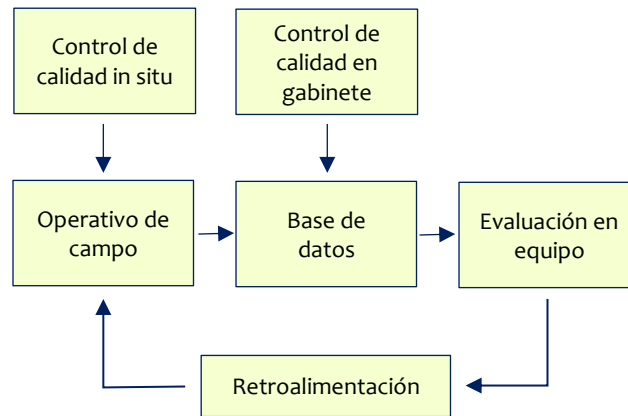 Control de
calidad in situ
Control de
calidad en
gabinete
Operativo de
campo
Base de
datos
Evaluación en
equipo
Retroalimentación